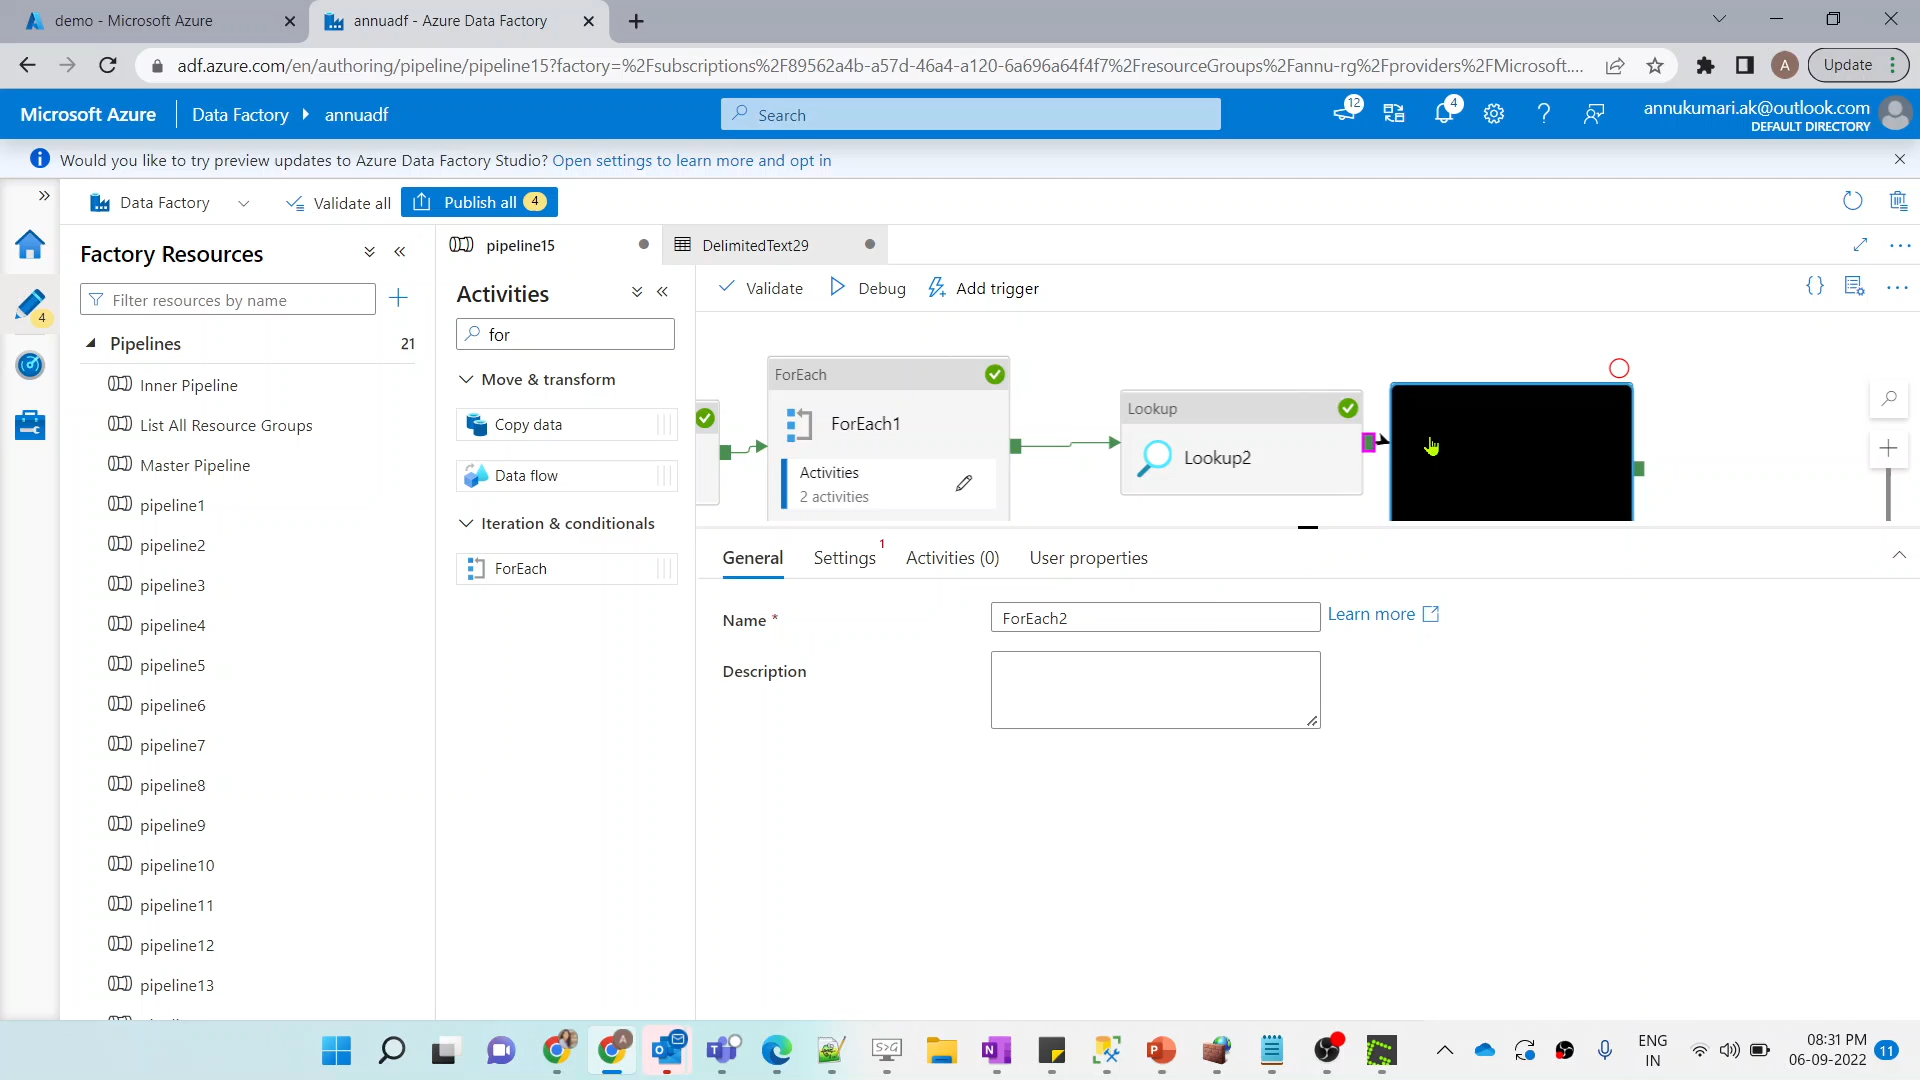 demo - Microsoft Azure
annuadf - Azure Data Factory
adf.azure.com/en/authoring/pipeline/pipeline15?factory=%2Fsubscriptions%2F89562a4b-a57d-46a4-a120-6a696a64f4f7%2FresourceGroups%2Fannu-rg%2Fproviders%2FMicrosoft....
A
Update
Microsoft Azure
Data Factory
annuadf
Search
12
4
annukumari.ak@outlook.com
DEFAULT DIRECTORY
Would you like to try preview updates to Azure Data Factory Studio? Open settings to learn more and opt in
Data Factory
Validate all
Publish all 4
Factory Resources
pipeline15
DelimitedText29
Filter resources by name
4
Activities
Validate
Debug
Add trigger
for
Pipelines 21
Inner Pipeline
List All Resource Groups
Master Pipeline
pipeline1
pipeline2
pipeline3
pipeline4
pipeline5
pipeline6
pipeline7
pipeline8
pipeline9
pipeline10
pipeline11
pipeline12
pipeline13
Move & transform
Copy data
Data flow
Iteration & conditionals
ForEach
ForEach
ForEach1
Activities
2 activities
Lookup
Lookup2
General
Settings 1
Activities (0)
User properties
Name *
ForEach2
Learn more
Description
ENG
IN
08:31 PM
06-09-2022
11